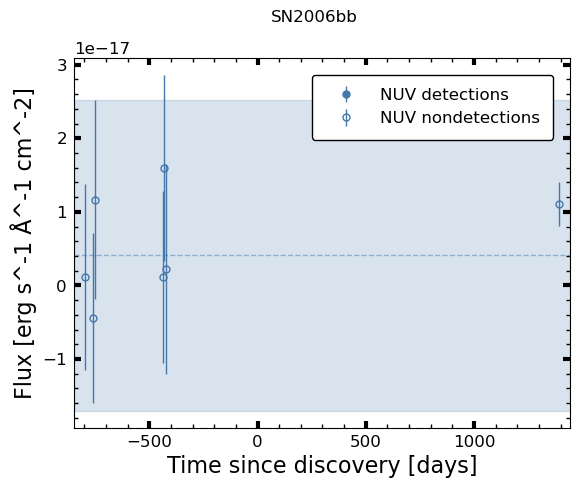 SN2006bb
1e−17
NUV detections
NUV nondetections
3
2
1
0
−1
Flux [erg s^-1 Å^-1 cm^-2]
−500
0
500
1000
Time since discovery [days]